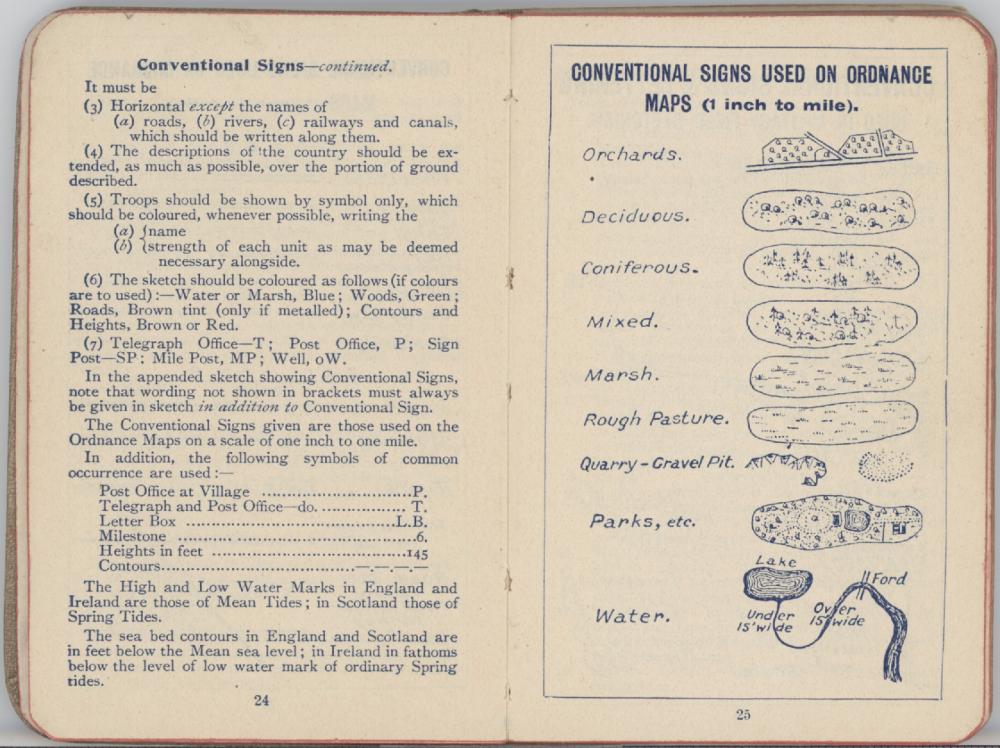 Conventional Signs—continued.
It must be
(3) Horizontal except the names of
(a) roads, (b) rivers, (c) railways and canals,
which should be written along them.
(4) The descriptions of the country should be ex-
tended, as much as possible, over the portion of ground
described.
(5) Troops should be shown by symbol only, which
should be coloured, whenever possible, writing the
(a) {name
(b) {strength of each unit as may be deemed
necessary alongside.
(6) The sketch should be coloured as follows (if colours
are to used) :—Water or Marsh, Blue; Woods, Green;
Roads, Brown tint (only if metalled); Contours and
Heights, Brown or Red.
(7) Telegraph Office—T; Post Office, P; Sign
Post—SP; Mile Post, MP; Well, oW.
In the appended sketch showing Conventional Signs,
note that wording not shown in brackets must always
be given in sketch in addition to Conventional Sign.
The Conventional Signs given are those used on the
Ordnance Maps on a scale of one inch to one mile.
In addition, the following symbols of common
occurrence are used :—
Post Office at Village ................................P.
Telegraph and Post Office—do. .................. T.
Letter Box ............................................L.B.
Milestone .......... ....................................6.
Heights in feet .........................................145
Contours..........................................—.—.—.—
The High and Low Water Marks in England and
Ireland are those of Mean Tides; in Scotland those of
Spring Tides.
The sea bed contours in England and Scotland are
in feet below the Mean sea level; in Ireland in fathoms
below the level of low water mark of ordinary Spring
tides.
24
CONVENTIONAL SIGNS USED ON ORDNANCE
MAPS (1 inch to mile).
Orchards.
Deciduous.
Coniferous.
Mixed.
Marsh.
Rough Pasture.
Quarry-Gravel Pit.
Parks, etc.
Water.
Lake
Under
15' wide
Over
15' wide
Ford
25